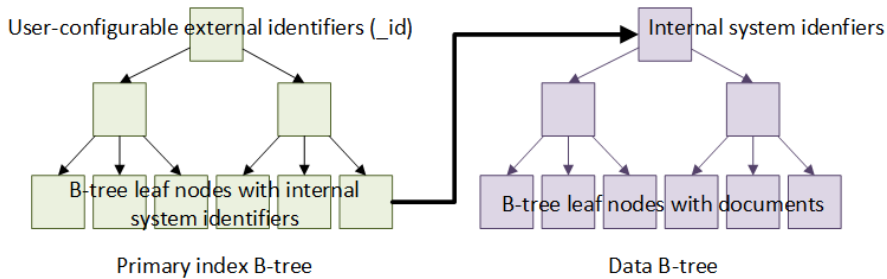 User-configurable external identifiers (_id)
Internal system idenfiers
B-tree leaf nodes with internal
system identifiers
B-tree leaf nodes with documents
Primary index B-tree
Data B-tree